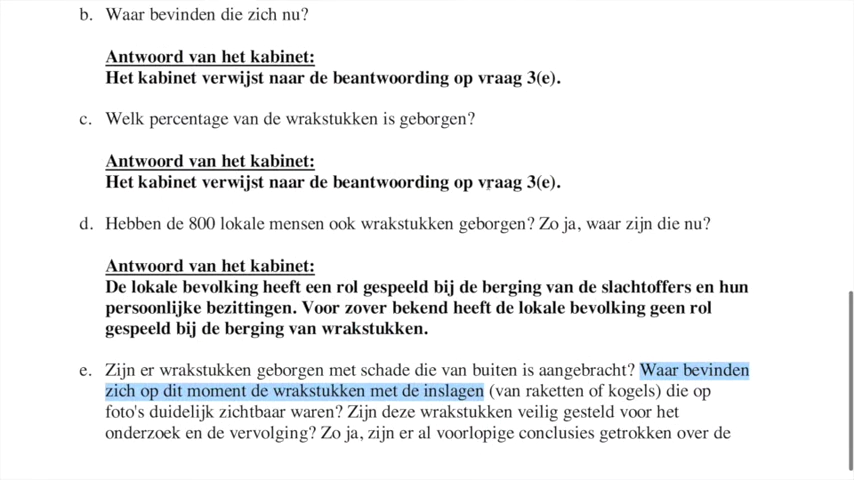 b. Waar bevinden die zich nu?
Antwoord van het kabinet:
Het kabinet verwijst naar de beantwoording op vraag 3(e).
c. Welk percentage van de wrakstukken is geborgen?
Antwoord van het kabinet:
Het kabinet verwijst naar de beantwoording op vraag 3(e).
d. Hebben de 800 lokale mensen ook wrakstukken geborgen? Zo ja, waar zijn die nu?
Antwoord van het kabinet:
De lokale bevolking heeft een rol gespeeld bij de berging van de slachtoffers en hun
persoonlijke bezittingen. Voor zover bekend heeft de lokale bevolking geen rol
gespeeld bij de berging van wrakstukken.
e. Zijn er wrakstukken geborgen met schade die van buiten is aangebracht? Waar bevinden
zich op dit moment de wrakstukken met de inslagen (van raketten of kogels) die op
foto's duidelijk zichtbaar waren? Zijn deze wrakstukken veilig gesteld voor het
onderzoek en de vervolging? Zo ja, zijn er al voorlopige conclusies getrokken over de